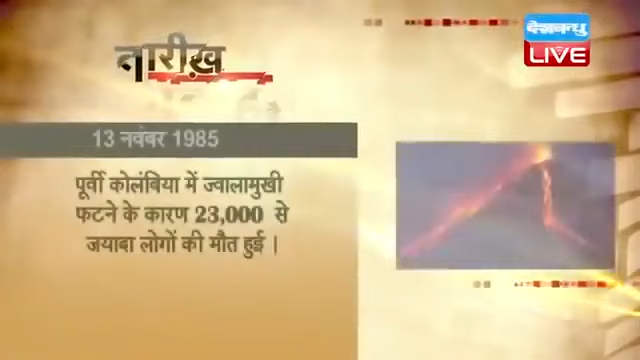 देशबन्धु
LIVE
तारीख़
13 नवंबर 1985
पूर्वी कोलंबिया में ज्वालामुखी
फटने के कारण 23,000 से
जयादा लोगों की मौत हुई ।